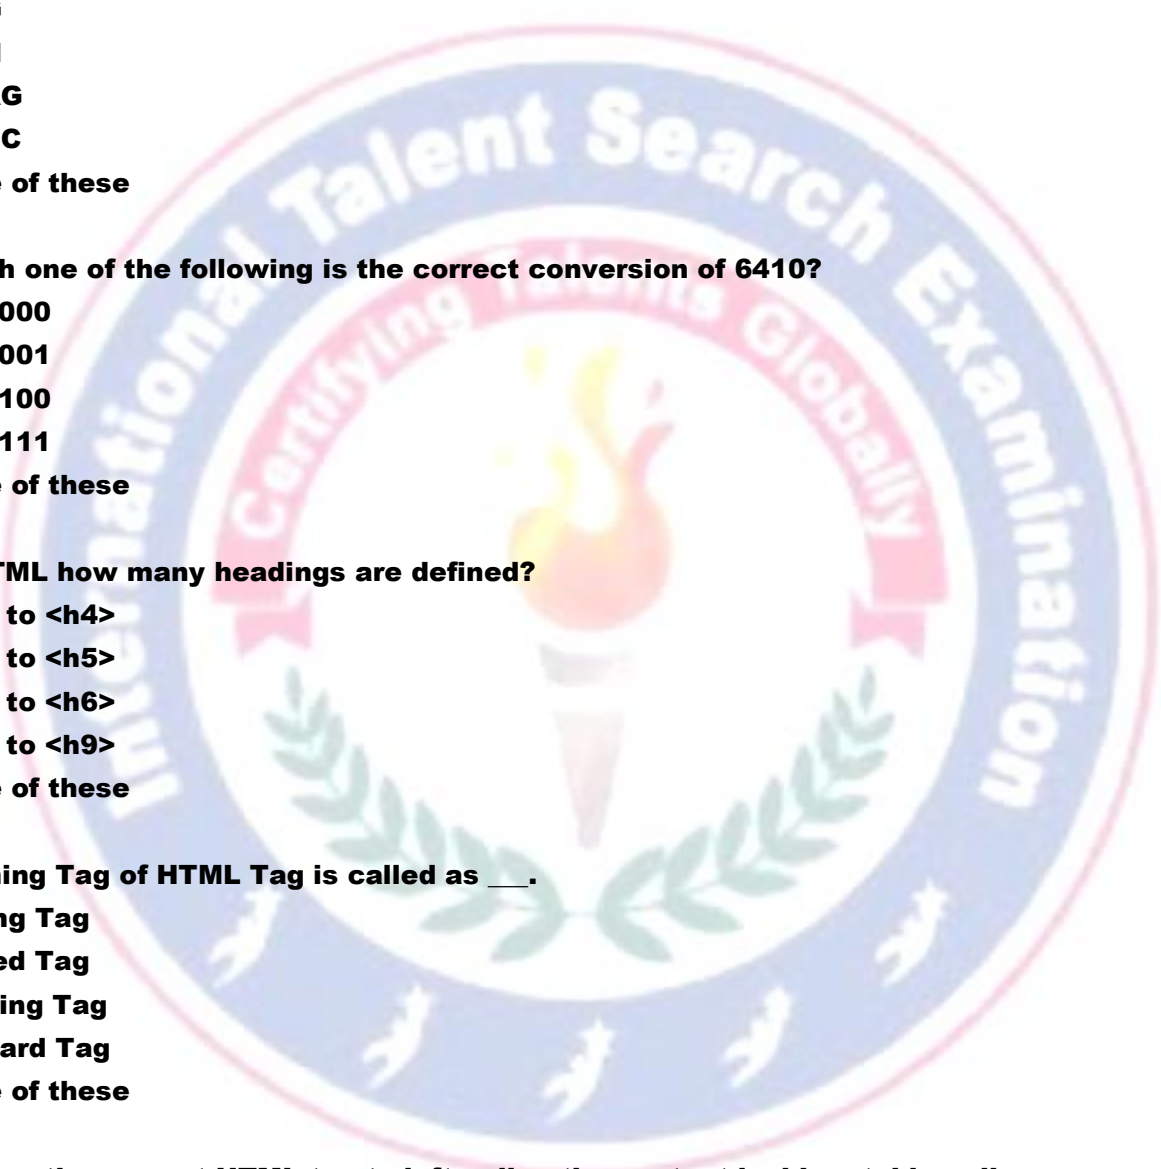 G
C
e of these
h one of the following is the correct conversion of 6410?
000
001
100
111
e of these
TML how many headings are defined?
to <h4>
to <h5>
to <h6>
to <h9>
e of these
ing Tag of HTML Tag is called as ___.
ng Tag
ed Tag
ing Tag
ard Tag
e of these
International Talent Search Examination
Certifying Talents Globally